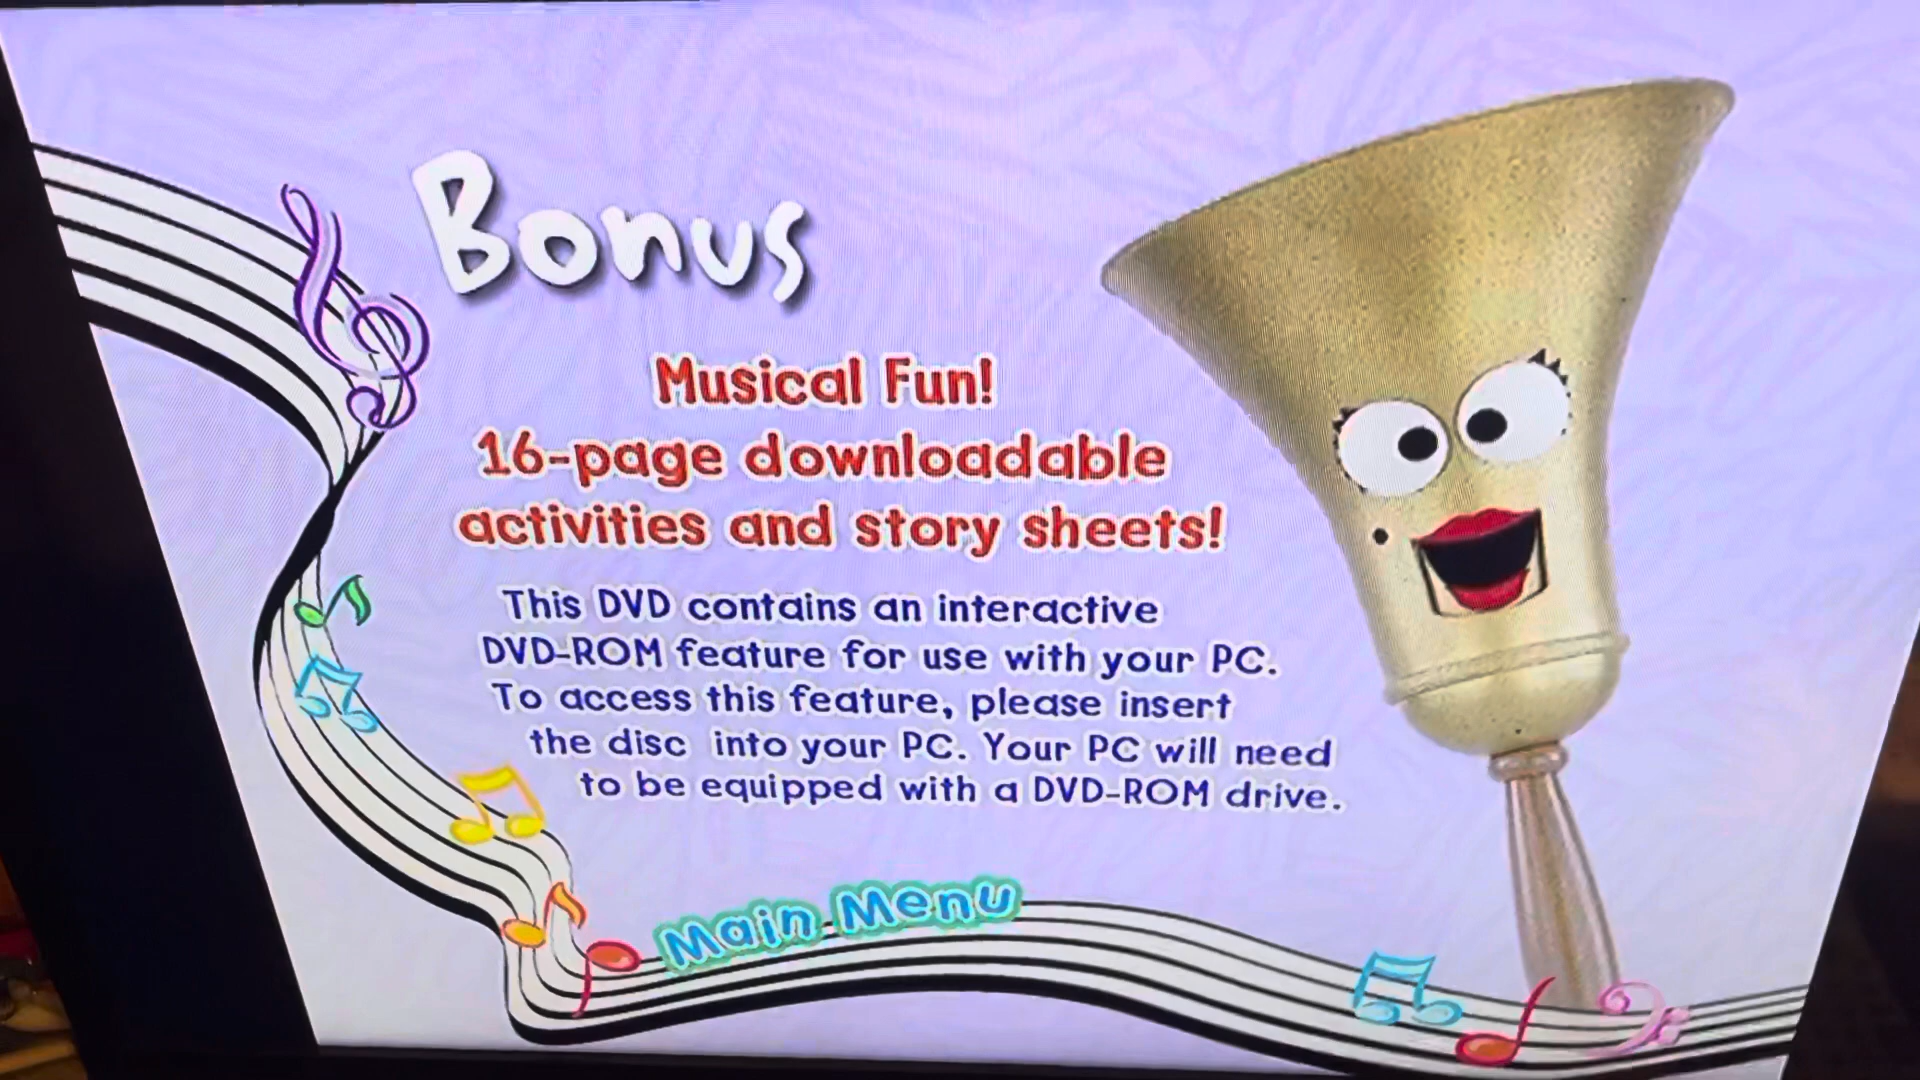 Bonus
Musical Fun!
16-page downloadable
activities and story sheets!
This DVD contains an interactive
DVD-ROM feature for use with your PC.
To access this feature, please insert
the disc into your PC. Your PC will need
to be equipped with a DVD-ROM drive.
Main Menu